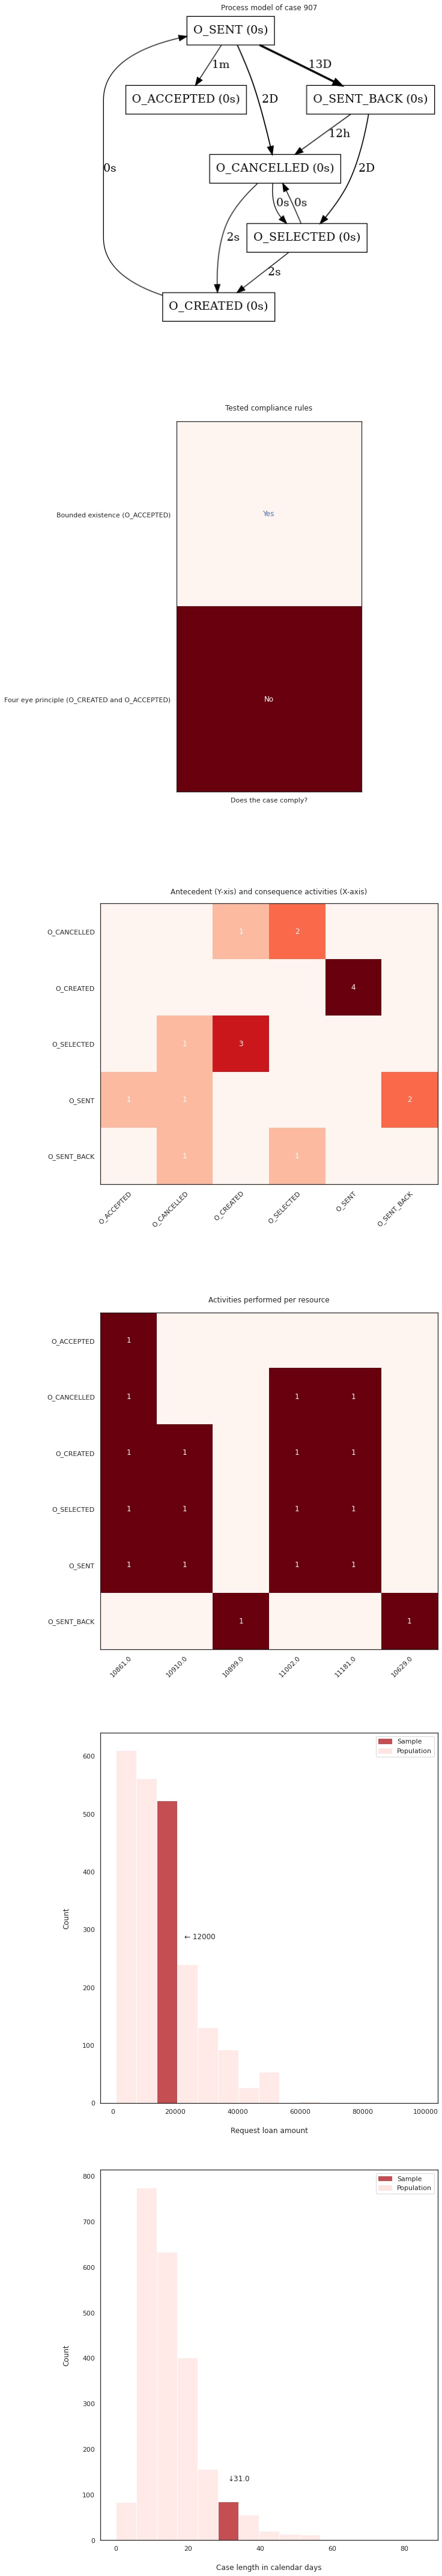 Process model of case 907
O_SENT (0s)
1m
13D
O_ACCEPTED (0s)
2D
O_SENT_BACK (0s)
12h
O_CANCELLED (0s)
0s
2D
0s
0s
O_SELECTED (0s)
2s
2s
O_CREATED (0s)
Tested compliance rules
Bounded existence (O_ACCEPTED)
Yes
Four eye principle (O_CREATED and O_ACCEPTED)
No
Does the case comply?
Antecedent (Y-xis) and consequence activities (X-axis)
O_CANCELLED
1
2
O_CREATED
4
O_SELECTED
1
3
O_SENT
1
1
2
O_SENT_BACK
1
1
O_ACCEPTED
O_CANCELLED
O_CREATED
O_SELECTED
O_SENT
O_SENT_BACK
Activities performed per resource
O_ACCEPTED
1
O_CANCELLED
1
1
1
O_CREATED
1
1
1
1
O_SELECTED
1
1
1
1
O_SENT
1
1
1
1
O_SENT_BACK
1
1
10861.0
10910.0
10899.0
11002.0
11181.0
10629.0
Sample
Population
600
500
400
300
200
100
0
Count
← 12000
0
20000
40000
60000
80000
100000
Request loan amount
Sample
Population
800
700
600
500
400
300
200
100
0
Count
↓31.0
0
20
40
60
80
Case length in calendar days